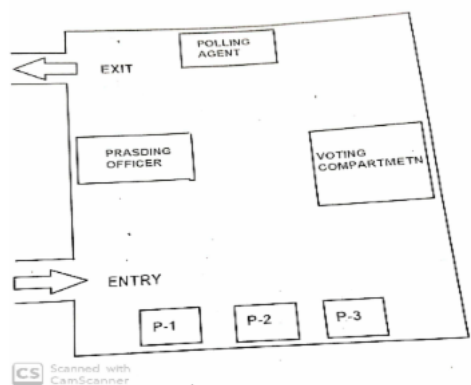 POLLING
AGENT
EXIT
PRASDING
OFFICER
VOTING
COMPARTMETN
ENTRY
P-1
P-2
P-3
CS Scanned with
CamScanner